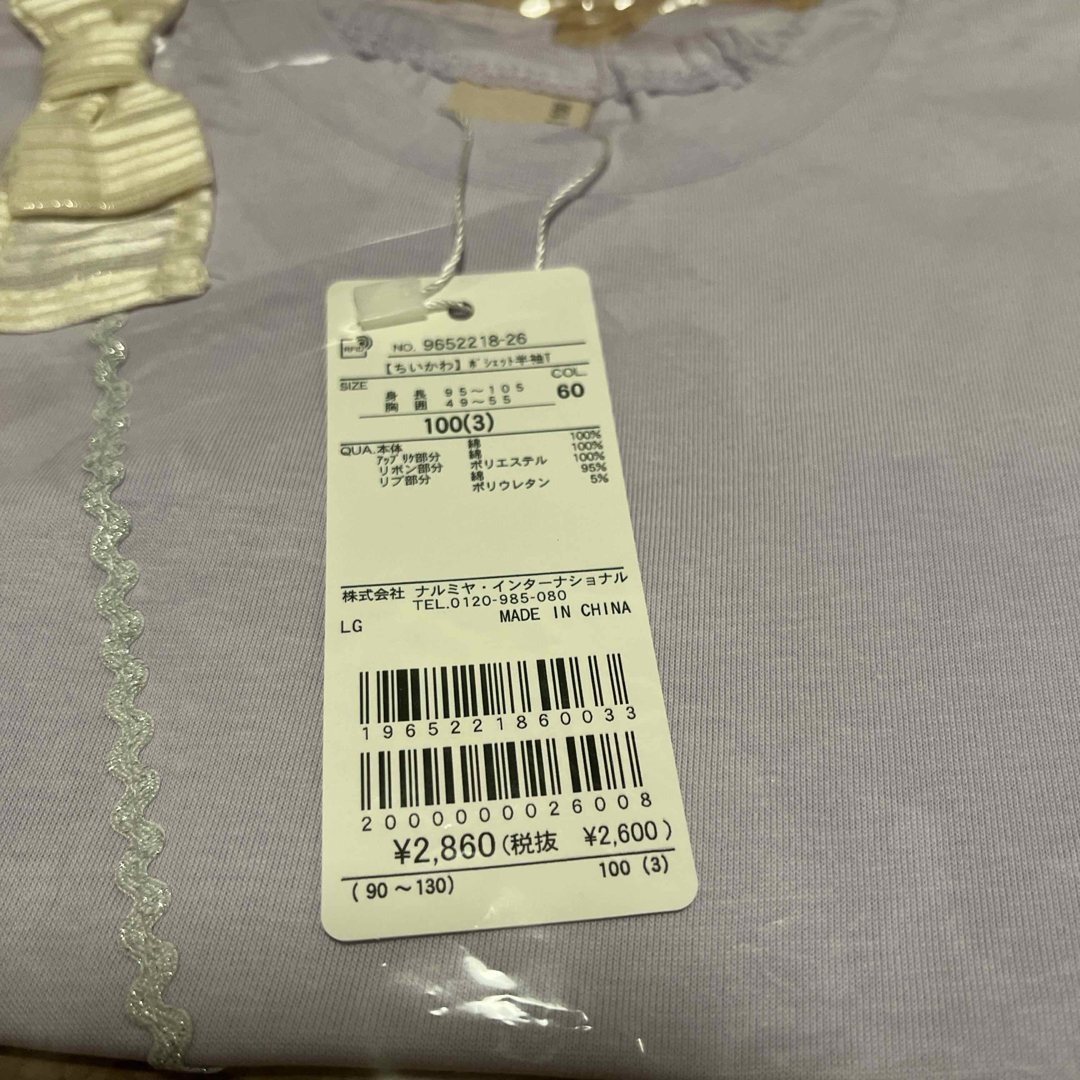 RFID
NO. 9652218-26
【ちいかわ】ﾎﾟｼｪｯﾄ半袖T
SIZE
COL.
身長 95～105
60
胸囲 49～55
100(3)
QUA. 本体 綿 100%
ｱｯﾌﾟﾘｹ部分 綿 100%
リボン部分 ポリエステル 100%
リブ部分 綿 95%
ポリウレタン 5%
株式会社 ナルミヤ・インターナショナル
TEL.0120-985-080
LG MADE IN CHINA
1965221860033
2000000026008
¥2,860(税抜 ¥2,600)
(90～130) 100 (3)